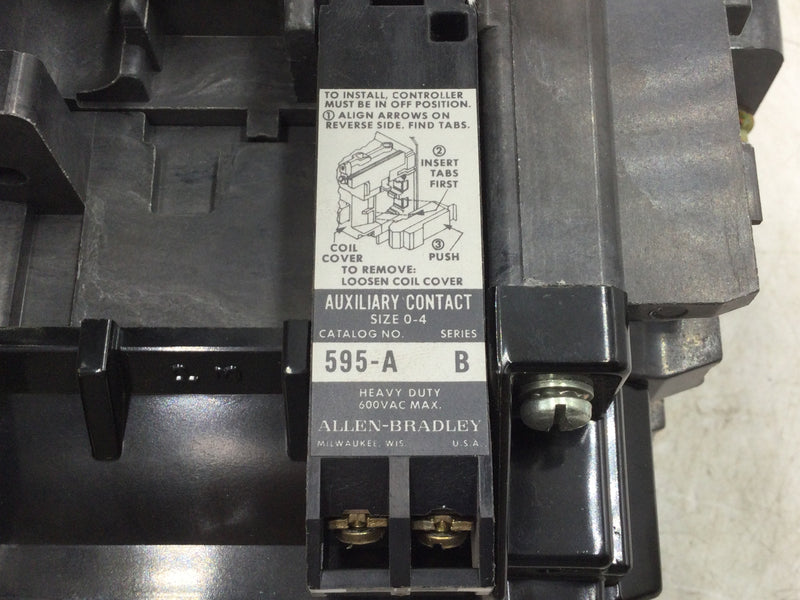 TO INSTALL, CONTROLLER
MUST BE IN OFF POSITION.
① ALIGN ARROWS ON
REVERSE SIDE. FIND TABS.
②
INSERT
TABS
FIRST
COIL
COVER
③
PUSH
TO REMOVE:
LOOSEN COIL COVER
AUXILIARY CONTACT
SIZE 0-4
CATALOG NO. SERIES
595-A B
HEAVY DUTY
600VAC MAX.
ALLEN-BRADLEY
MILWAUKEE, WIS. U.S.A.